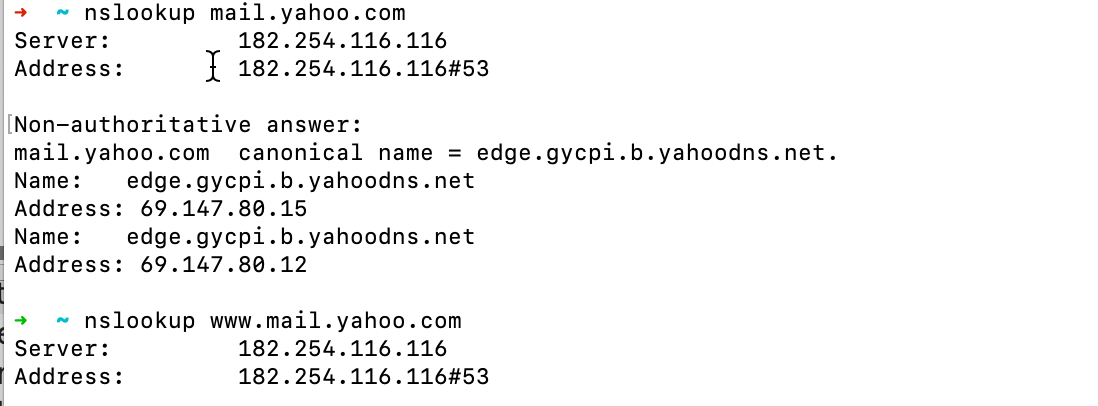 → ~ nslookup mail.yahoo.com
Server: 182.254.116.116
Address: 182.254.116.116#53
[Non-authoritative answer:
mail.yahoo.com canonical name = edge.gycpi.b.yahoodns.net.
Name: edge.gycpi.b.yahoodns.net
Address: 69.147.80.15
Name: edge.gycpi.b.yahoodns.net
Address: 69.147.80.12
→ ~ nslookup www.mail.yahoo.com
Server: 182.254.116.116
Address: 182.254.116.116#53